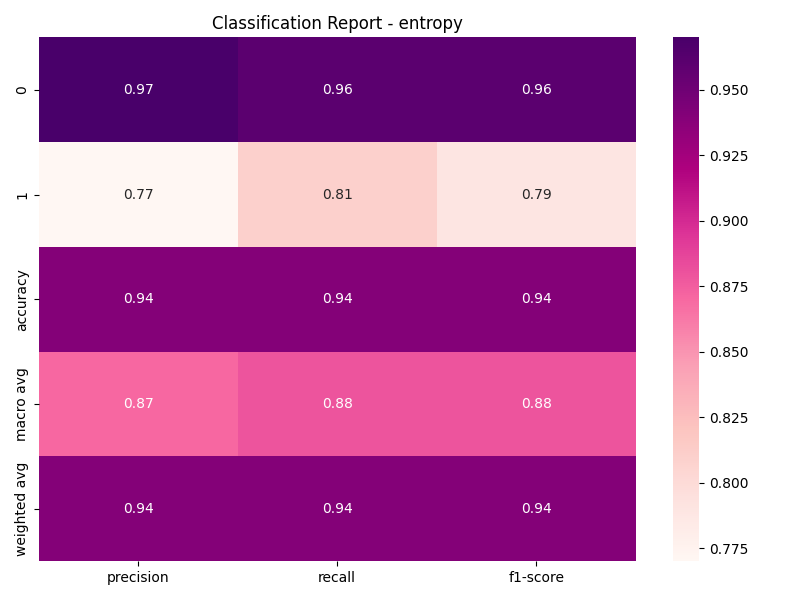 Classification Report - entropy
0 0.97 0.96 0.96
1 0.77 0.81 0.79
accuracy 0.94 0.94 0.94
macro avg 0.87 0.88 0.88
weighted avg 0.94 0.94 0.94
precision recall f1-score
0.950
0.925
0.900
0.875
0.850
0.825
0.800
0.775